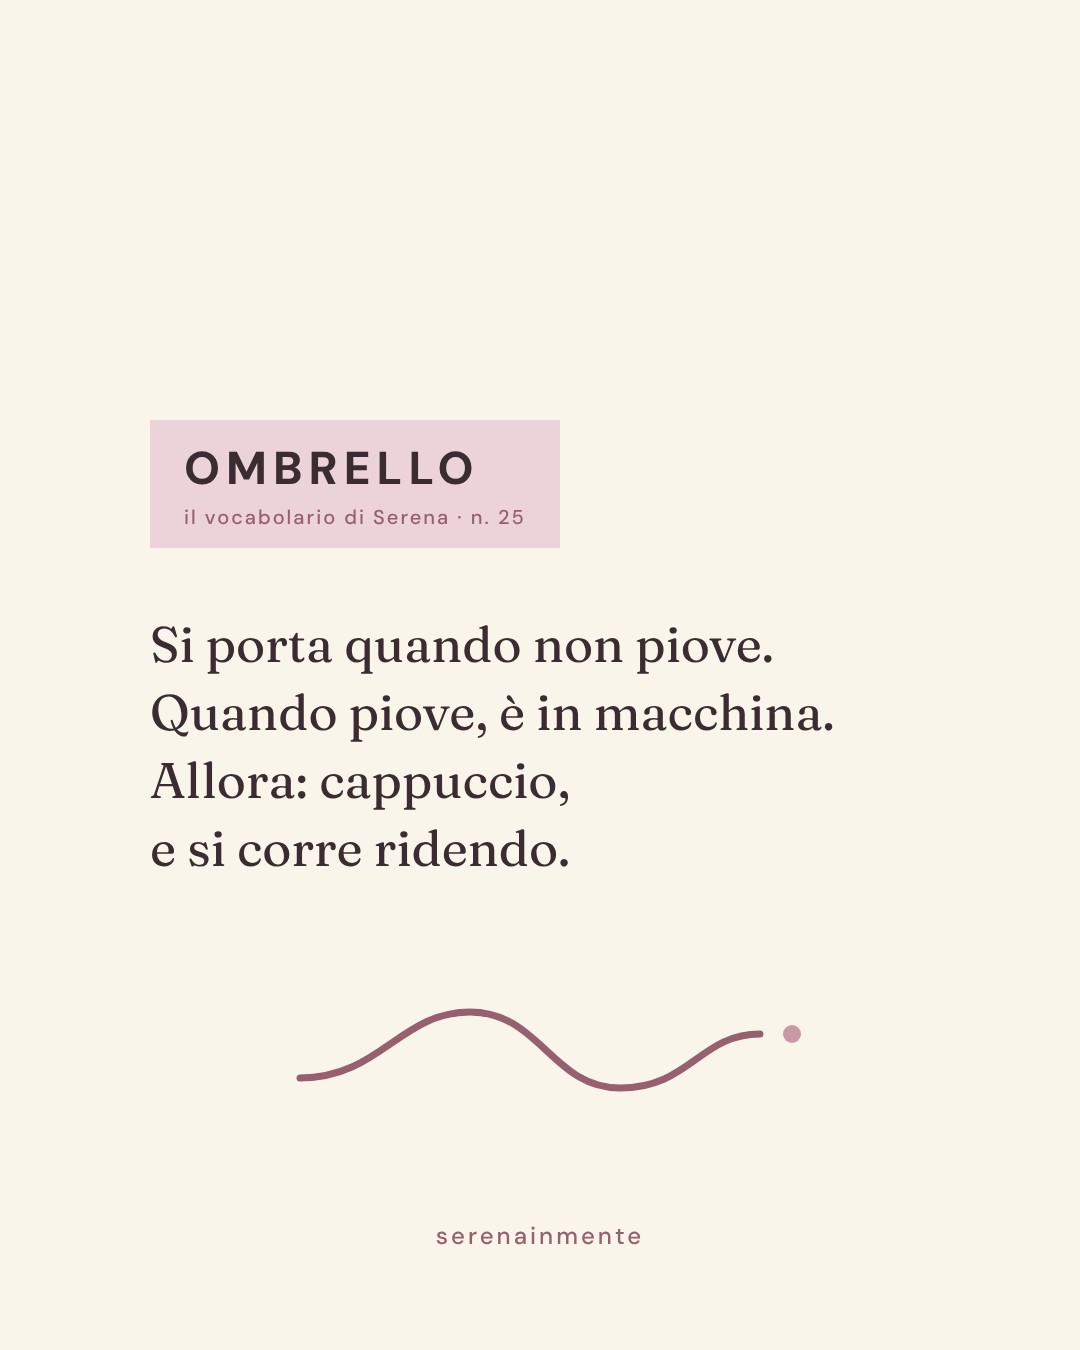 OMBRELLO
il vocabolario di Serena · n. 25
Si porta quando non piove.
Quando piove, è in macchina.
Allora: cappuccio,
e si corre ridendo.
serenainmente